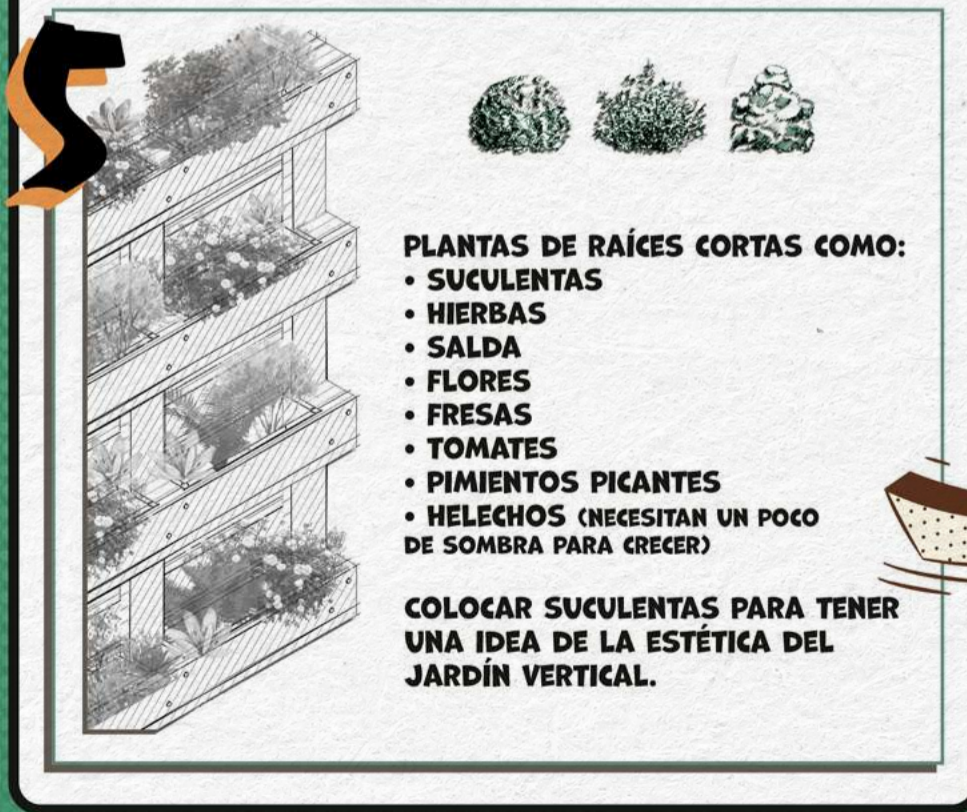 5
PLANTAS DE RAÍCES CORTAS COMO:
• SUCULENTAS
• HIERBAS
• SALDA
• FLORES
• FRESAS
• TOMATES
• PIMIENTOS PICANTES
• HELECHOS (NECESITAN UN POCO
DE SOMBRA PARA CRECER)
COLOCAR SUCULENTAS PARA TENER
UNA IDEA DE LA ESTÉTICA DEL
JARDÍN VERTICAL.